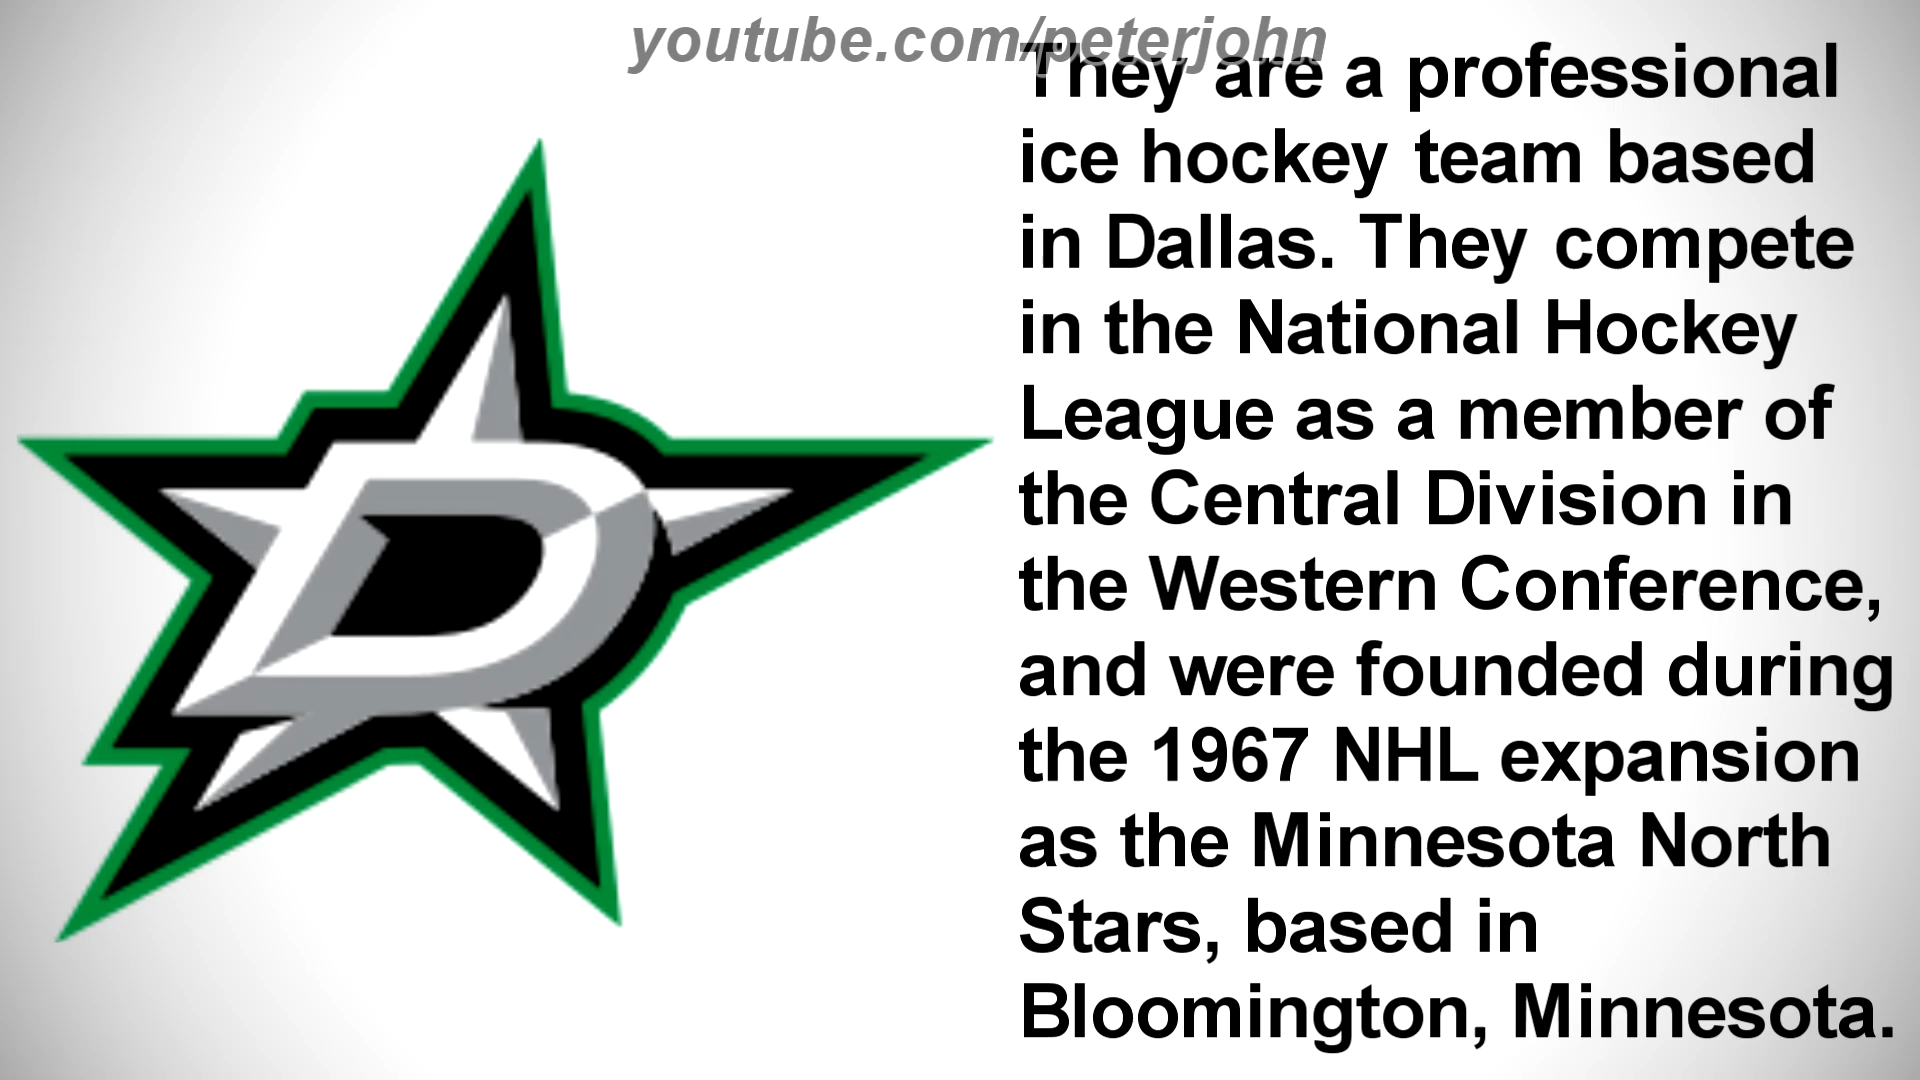 youtube.com/peterjohn
They are a professional
ice hockey team based
in Dallas. They compete
in the National Hockey
League as a member of
the Central Division in
the Western Conference,
and were founded during
the 1967 NHL expansion
as the Minnesota North
Stars, based in
Bloomington, Minnesota.
D